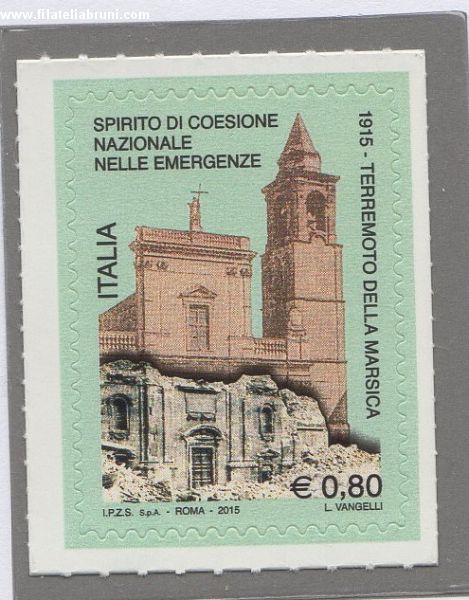 www.filateliabruni.com
SPIRITO DI COESIONE
NAZIONALE
NELLE EMERGENZE
1915 - TERREMOTO DELLA MARSICA
ITALIA
€ 0,80
I.P.Z.S. S.p.A. - ROMA - 2015
L. VANGELLI